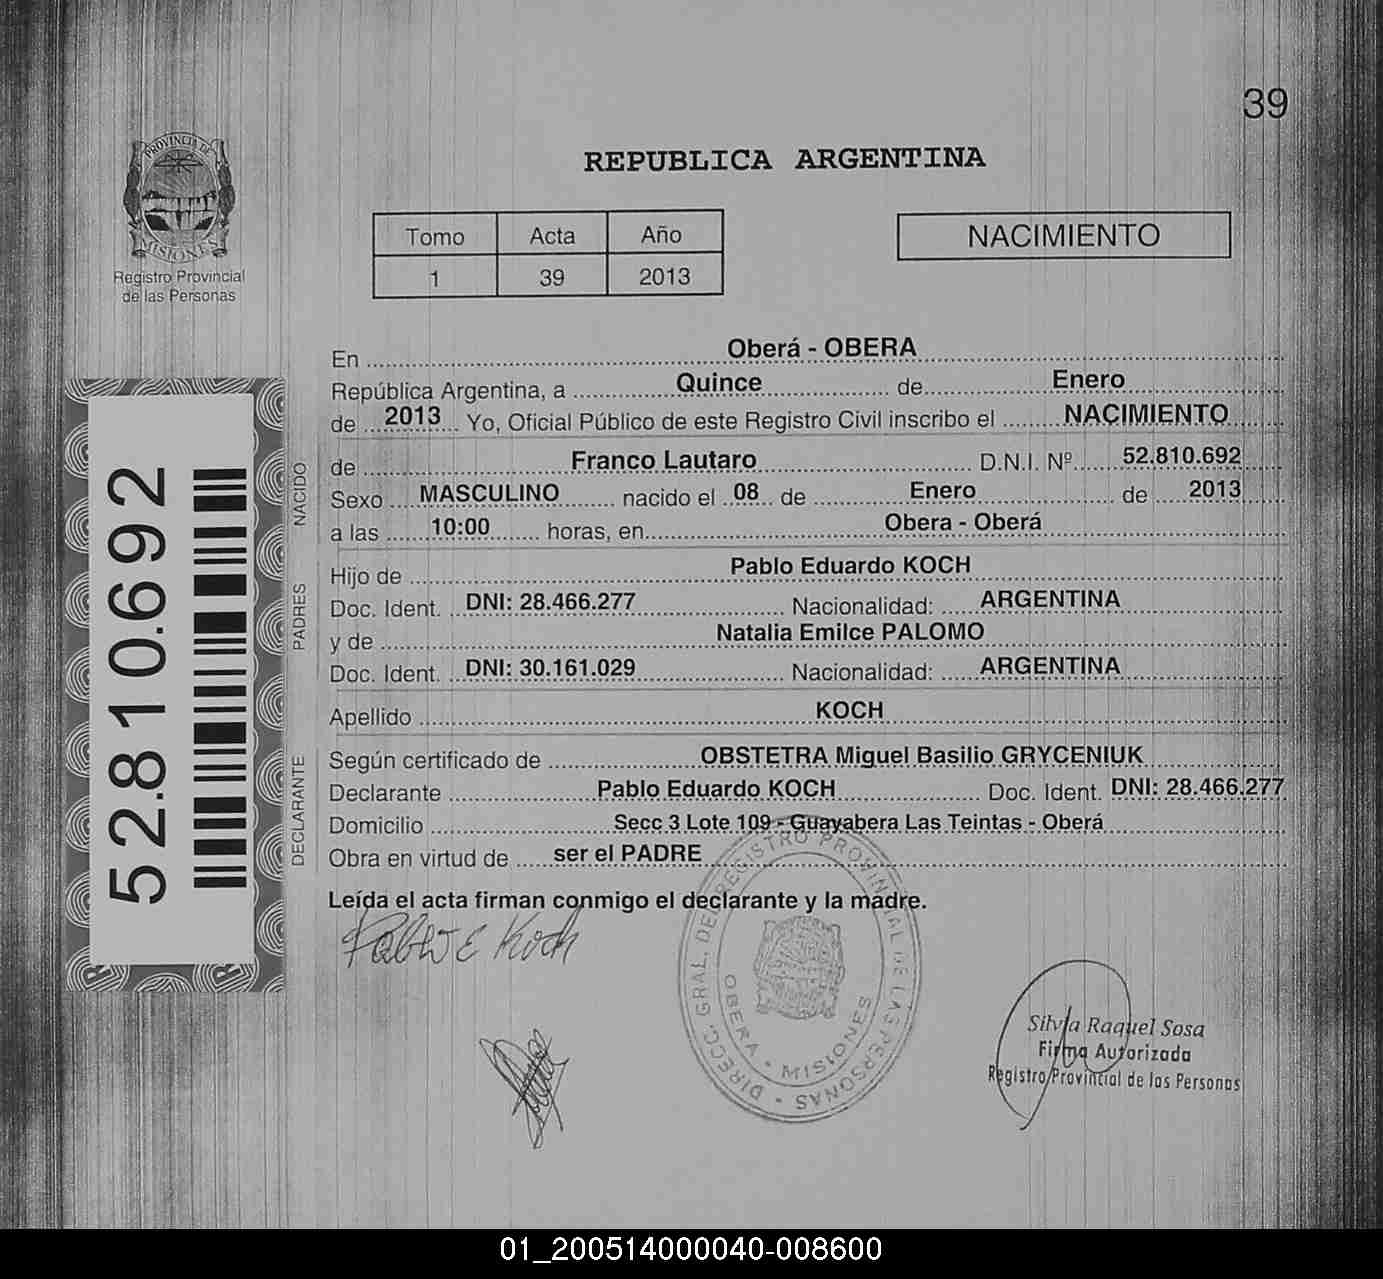 39
PROVINCIA DE
MISIONES
Registro Provincial
de las Personas
REPUBLICA ARGENTINA
Tomo Acta Año
1 39 2013
NACIMIENTO
En Oberá - OBERA
República Argentina, a Quince de Enero
de 2013 Yo, Oficial Público de este Registro Civil inscribo el NACIMIENTO
NACIDO
de Franco Lautaro D.N.I. Nº 52.810.692
Sexo MASCULINO nacido el 08 de Enero de 2013
a las 10:00 horas, en Obera - Oberá
PADRES
Hijo de Pablo Eduardo KOCH
Doc. Ident. DNI: 28.466.277 Nacionalidad: ARGENTINA
y de Natalia Emilce PALOMO
Doc. Ident. DNI: 30.161.029 Nacionalidad: ARGENTINA
Apellido KOCH
DECLARANTE
Según certificado de OBSTETRA Miguel Basilio GRYCENIUK
Declarante Pablo Eduardo KOCH Doc. Ident. DNI: 28.466.277
Domicilio Secc 3 Lote 109 - Guayabera Las Teintas - Oberá
Obra en virtud de ser el PADRE
Leída el acta firman conmigo el declarante y la madre.
52.810.692
Pablo E Koch
DIRECC. GRAL. DEL REGISTRO PROVINCIAL DE LAS PERSONAS
OBERA - MISIONES
Silvia Raquel Sosa
Firma Autorizada
Registro Provincial de las Personas
01_200514000040-008600